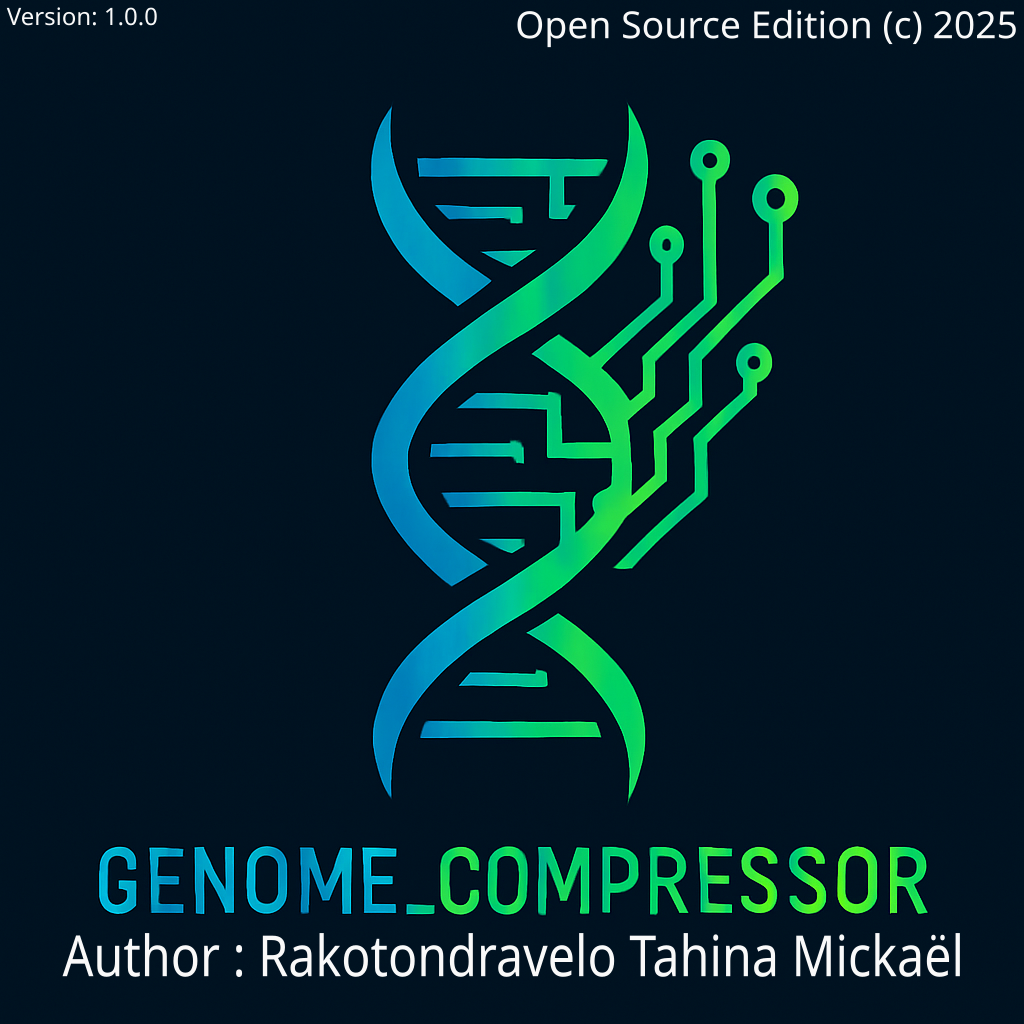 Version: 1.0.0
Open Source Edition (c) 2025
GENOME_COMPRESSOR
Author : Rakotondravelo Tahina Mickaël